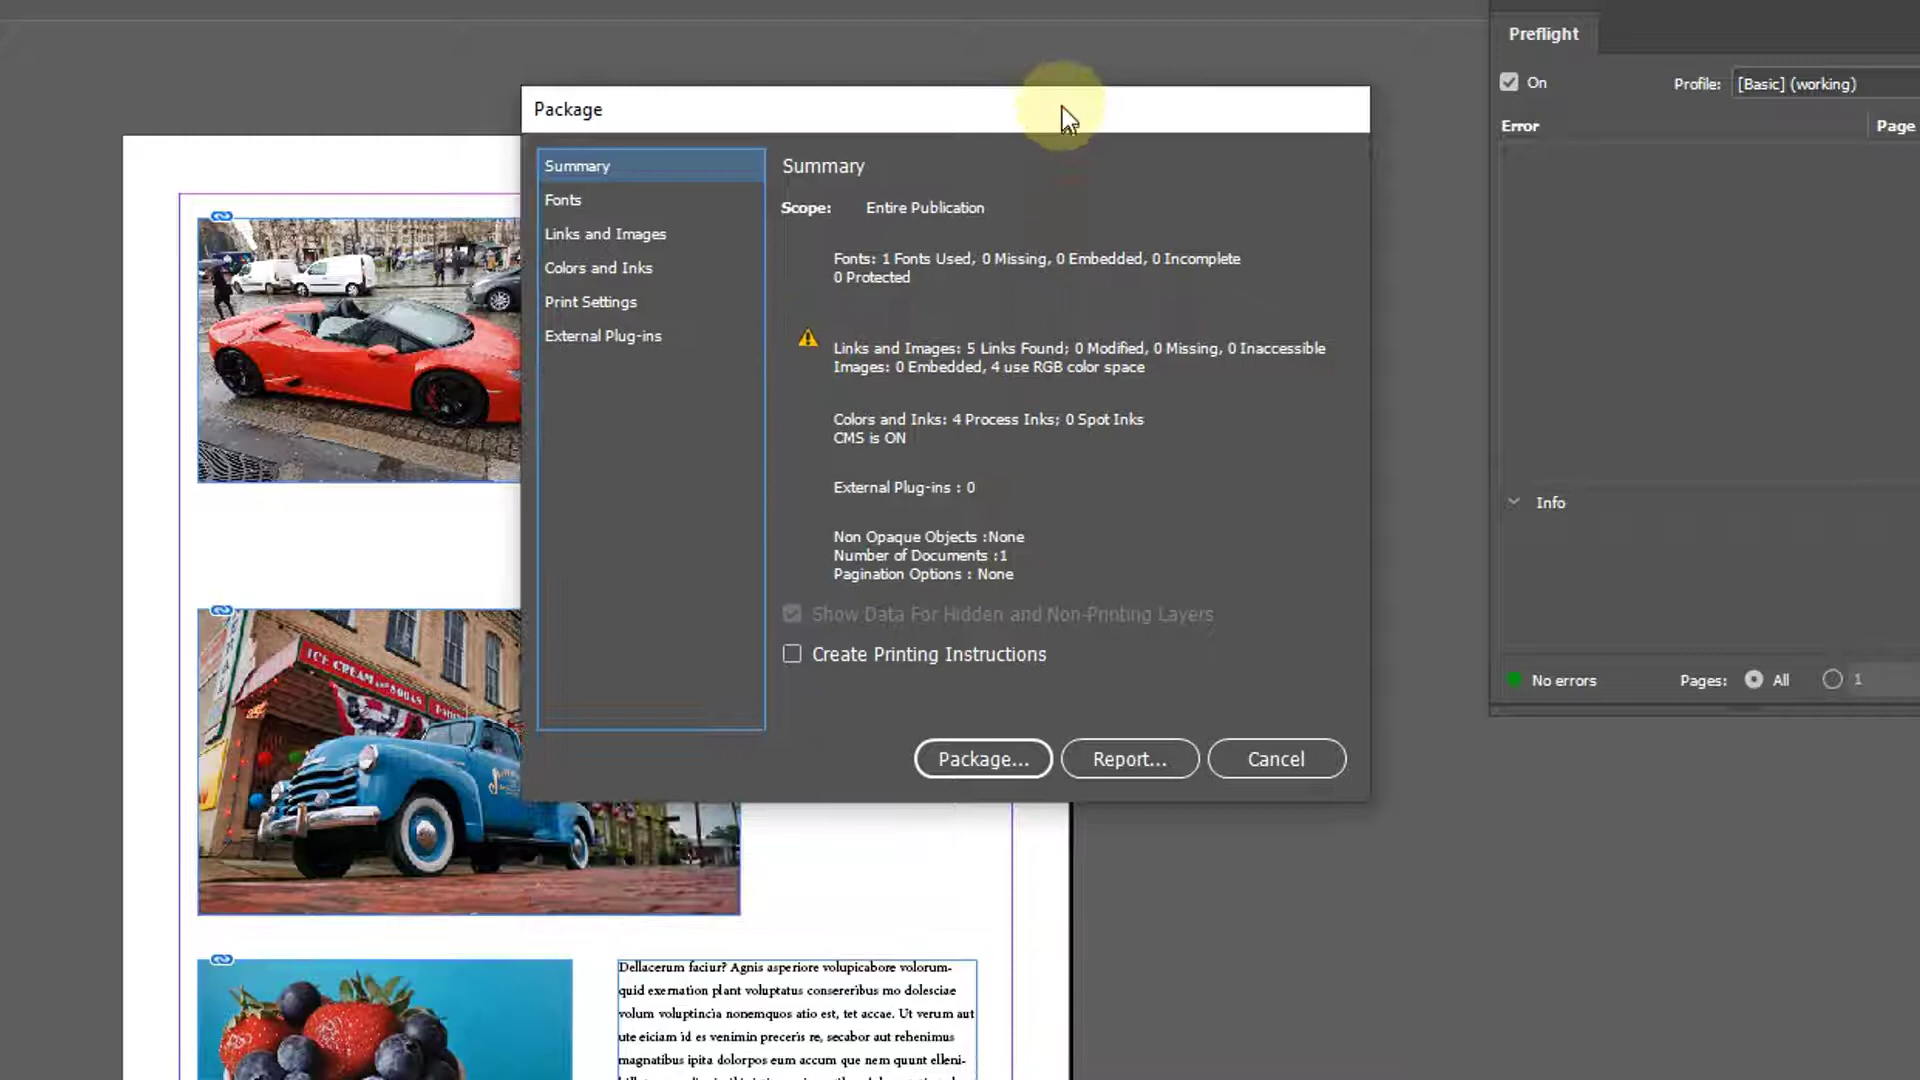 Preflight
On
Profile:
[Basic] (working)
Error
Page
Info
No errors
Pages:
All
1
Package
Summary
Fonts
Links and Images
Colors and Inks
Print Settings
External Plug-ins
Summary
Scope: Entire Publication
Fonts: 1 Fonts Used, 0 Missing, 0 Embedded, 0 Incomplete
0 Protected
Links and Images: 5 Links Found; 0 Modified, 0 Missing, 0 Inaccessible
Images: 0 Embedded, 4 use RGB color space
Colors and Inks: 4 Process Inks; 0 Spot Inks
CMS is ON
External Plug-ins : 0
Non Opaque Objects :None
Number of Documents :1
Pagination Options : None
Show Data For Hidden and Non-Printing Layers
Create Printing Instructions
Package...
Report...
Cancel
ICE CREAM AND SODAS
Dellacerum faciur? Agnis asperiore volupicabore volorum-
quid exernation plant voluptatus consereribus mo dolesciae
volum voluptincia nonemquos atio est, tet accae. Ut verum aut
ute eiciam id es venimin preceris re, secabor aut rehenimus
magnatibus ipita dolorpos eum accum que nem quunt elleni-